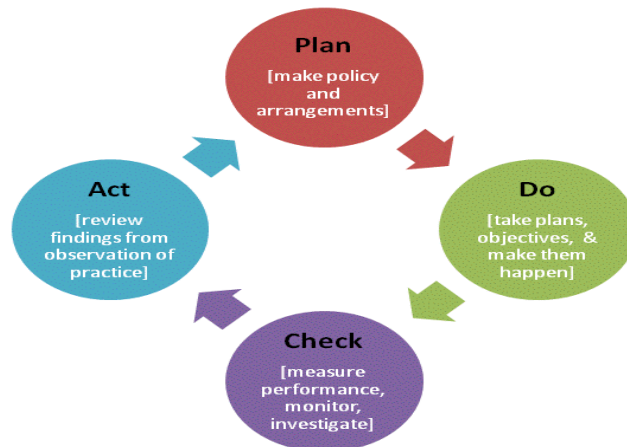 Plan
[make policy
and
arrangements]
Do
[take plans,
objectives, &
make them
happen]
Check
[measure
performance,
monitor,
investigate]
Act
[review
findings from
observation of
practice]